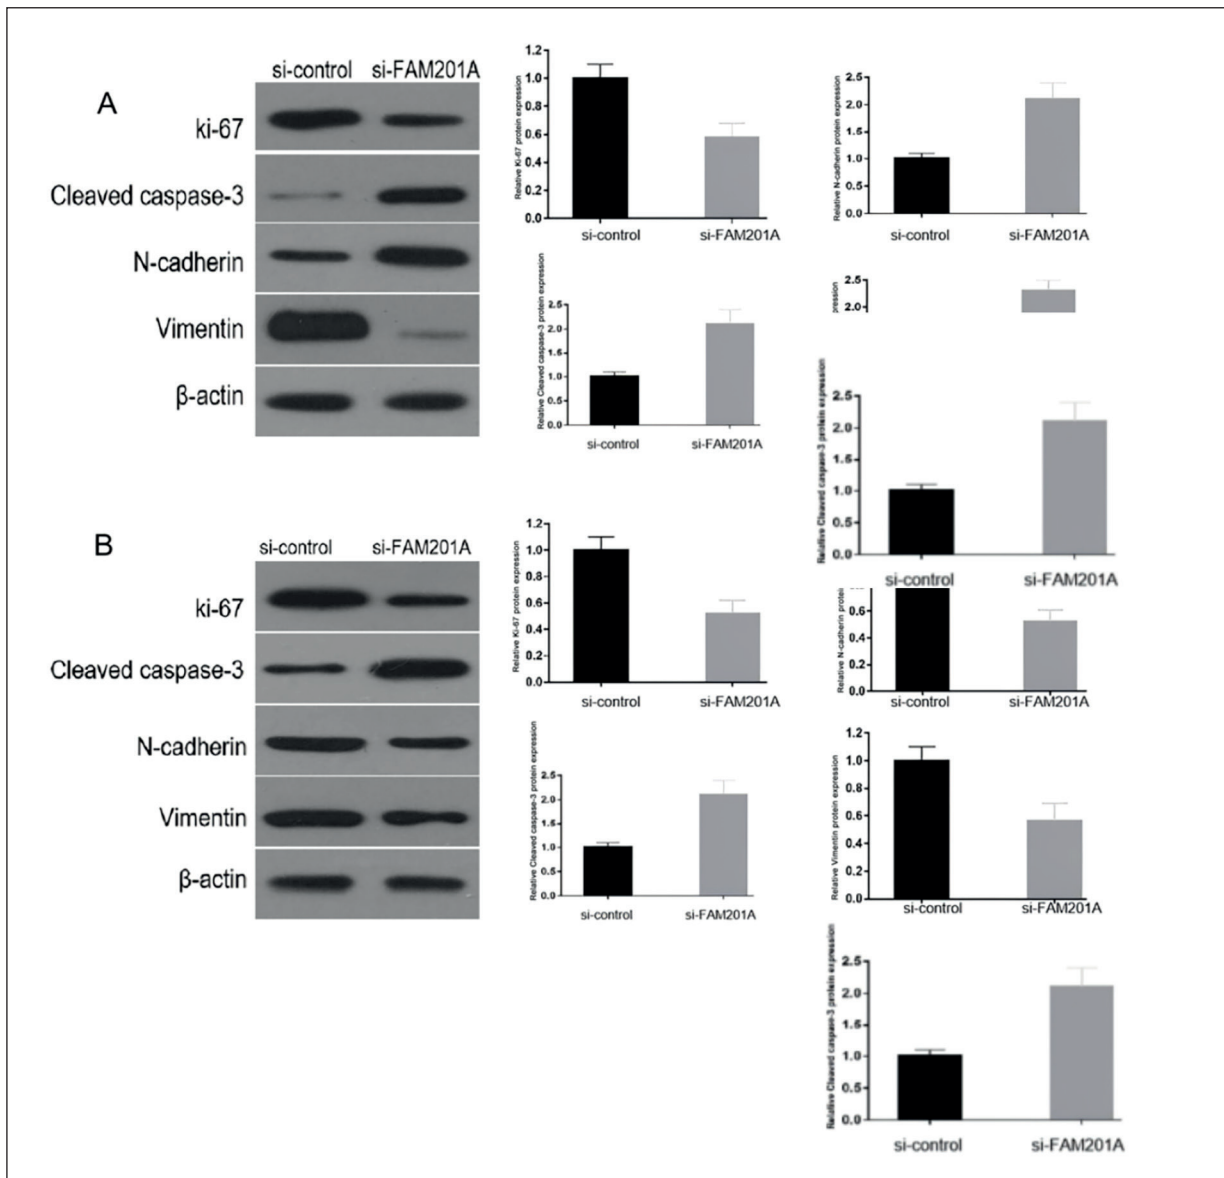 A
si-control si-FAM201A
ki-67
Cleaved caspase-3
N-cadherin
Vimentin
β-actin
Relative Ki-67 protein expression
1.2
1.0
0.8
0.6
0.4
0.2
0.0
si-control si-FAM201A
Relative N-cadherin protein expression
2.5
2.0
1.5
1.0
0.5
0.0
si-control si-FAM201A
Relative Cleaved caspase-3 protein expression
2.5
2.0
1.5
1.0
0.5
0.0
si-control si-FAM201A
pression
2.5
2.0
Relative Cleaved caspase-3 protein expression
2.5
2.0
1.5
1.0
0.5
0.0
si-control si-FAM201A
B
si-control si-FAM201A
ki-67
Cleaved caspase-3
N-cadherin
Vimentin
β-actin
Relative Ki-67 protein expression
1.2
1.0
0.8
0.6
0.4
0.2
0.0
si-control si-FAM201A
Relative N-cadherin protein
0.6
0.4
0.2
0.0
si-control si-FAM201A
Relative Cleaved caspase-3 protein expression
2.5
2.0
1.5
1.0
0.5
0.0
si-control si-FAM201A
Relative Vimentin protein expression
1.2
1.0
0.8
0.6
0.4
0.2
0.0
si-control si-FAM201A
Relative Cleaved caspase-3 protein expression
2.5
2.0
1.5
1.0
0.5
0.0
si-control si-FAM201A